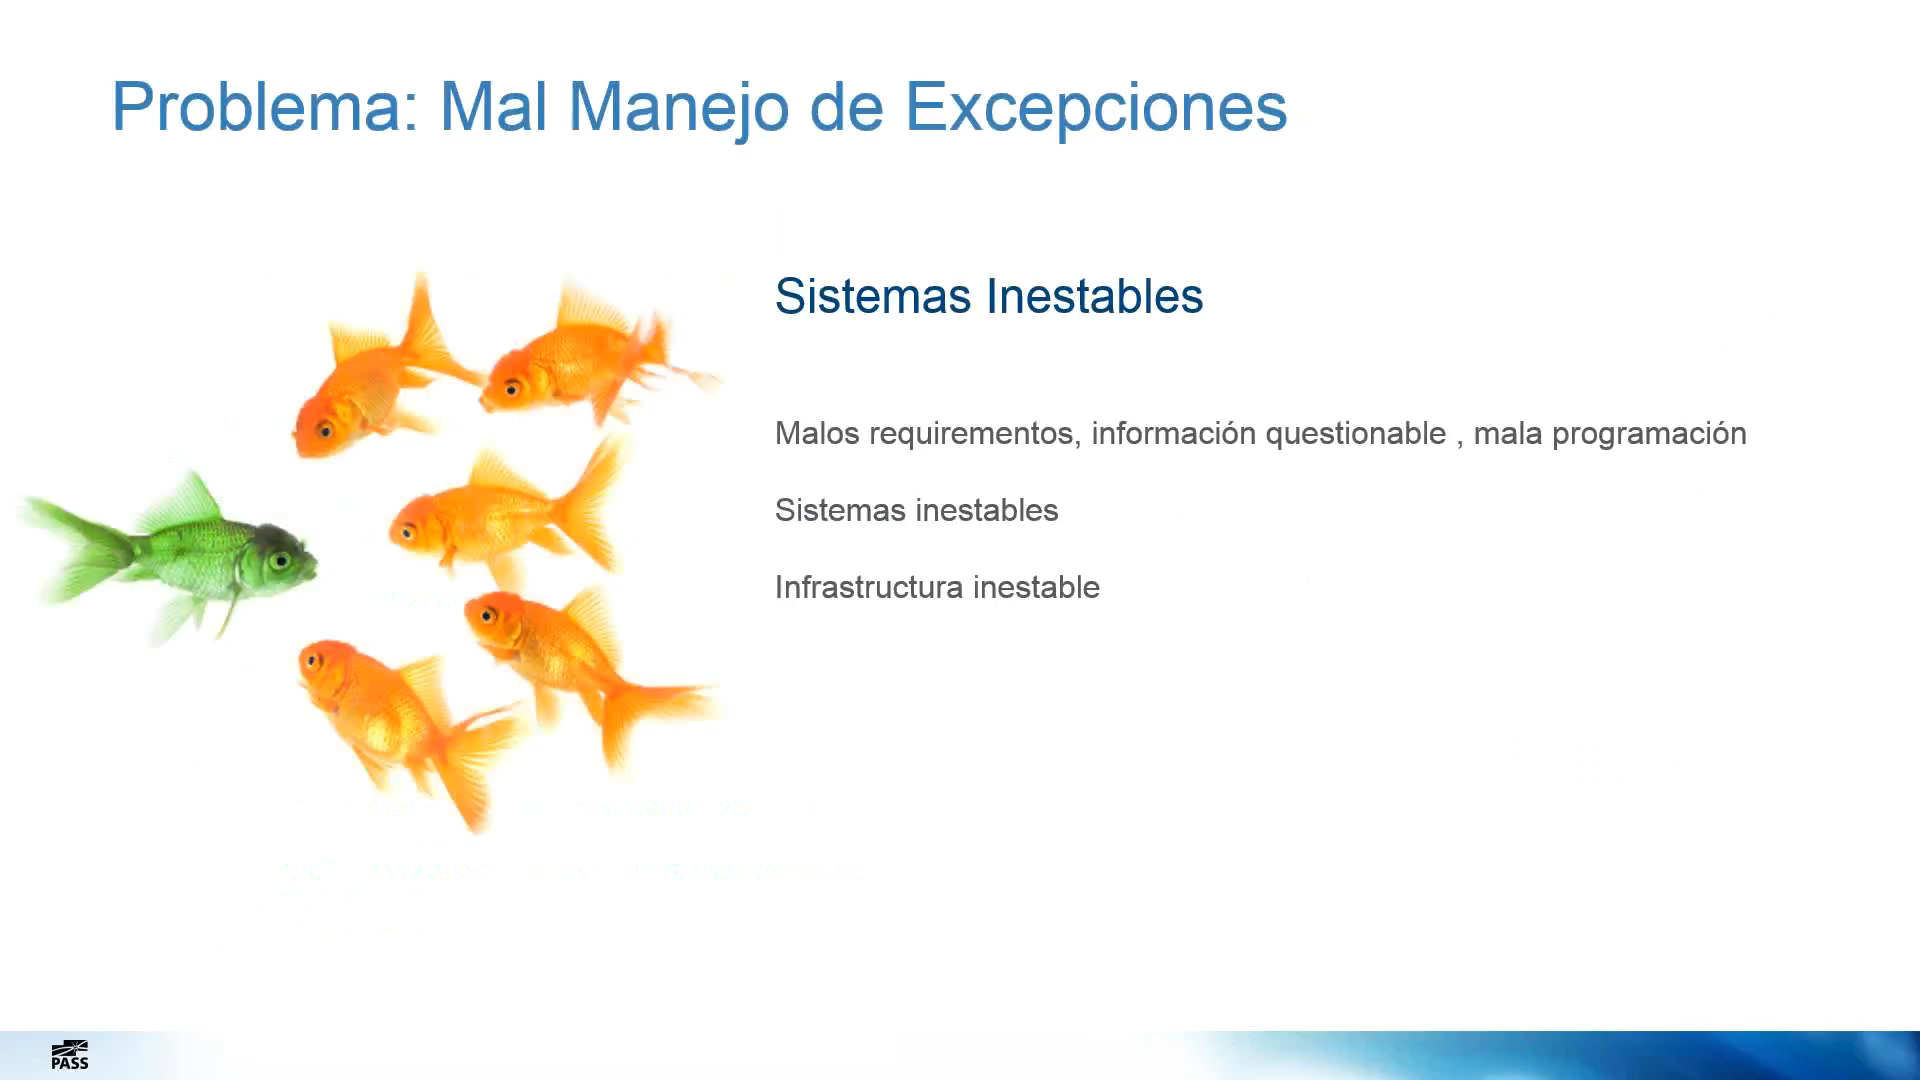 Problema: Mal Manejo de Excepciones
Sistemas Inestables
Malos requirementos, información questionable , mala programación
Sistemas inestables
Infrastructura inestable
PASS